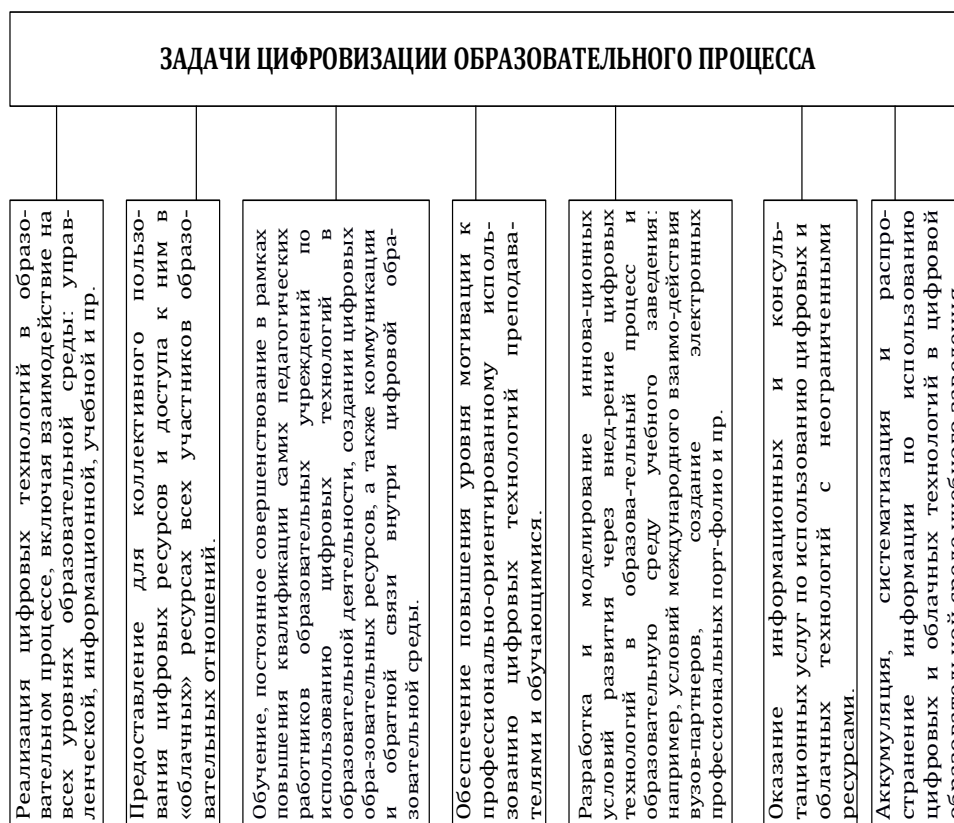 ЗАДАЧИ ЦИФРОВИЗАЦИИ ОБРАЗОВАТЕЛЬНОГО ПРОЦЕССА
Реализация цифровых технологий в образо-
вательном процессе, включая взаимодействие на
всех уровнях образовательной среды: управ-
ленческой, информационной, учебной и пр.
Предоставление для коллективного пользо-
вания цифровых ресурсов и доступа к ним в
«облачных» ресурсах всех участников образо-
вательных отношений.
Обучение, постоянное совершенствование в рамках
повышения квалификации самих педагогических
работников образовательных учреждений по
использованию цифровых технологий в
образовательной деятельности, создании цифровых
обра-зовательных ресурсов, а также коммуникации
и обратной связи внутри цифровой обра-
зовательной среды.
Обеспечение повышения уровня мотивации к
профессионально-ориентированному исполь-
зованию цифровых технологий преподава-
телями и обучающимися.
Разработка и моделирование иннова-ционных
условий развития через внед-рение цифровых
технологий в образова-тельный процесс и
образовательную среду учебного заведения:
например, условий международного взаимо-действия
вузов-партнеров, создание электронных
профессиональных порт-фолио и пр.
Оказание информационных и консуль-
тационных услуг по использованию цифровых и
облачных технологий с неограниченными
ресурсами.
Аккумуляция, систематизация и распро-
странение информации по использованию
цифровых и облачных технологий в цифровой
образовательной среде учебного заведения